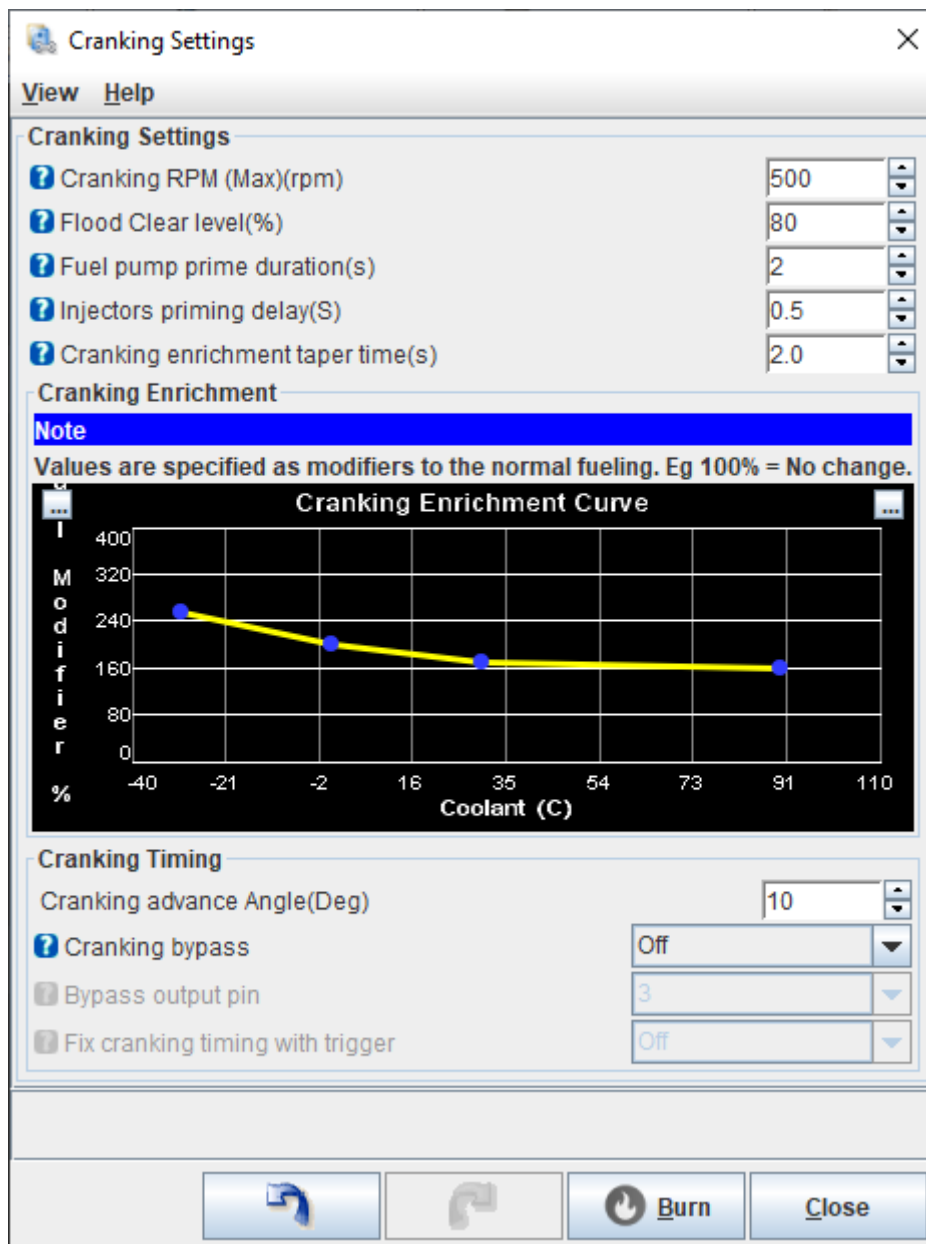 Cranking Settings
View Help
Cranking Settings
Cranking RPM (Max)(rpm) 500
Flood Clear level(%) 80
Fuel pump prime duration(s) 2
Injectors priming delay(S) 0.5
Cranking enrichment taper time(s) 2.0
Cranking Enrichment
Note
Values are specified as modifiers to the normal fueling. Eg 100% = No change.
... Cranking Enrichment Curve ...
Modifier %
400
320
240
160
80
0
-40 -21 -2 16 35 54 73 91 110
Coolant (C)
Cranking Timing
Cranking advance Angle(Deg) 10
Cranking bypass Off
Bypass output pin 3
Fix cranking timing with trigger Off
Burn Close